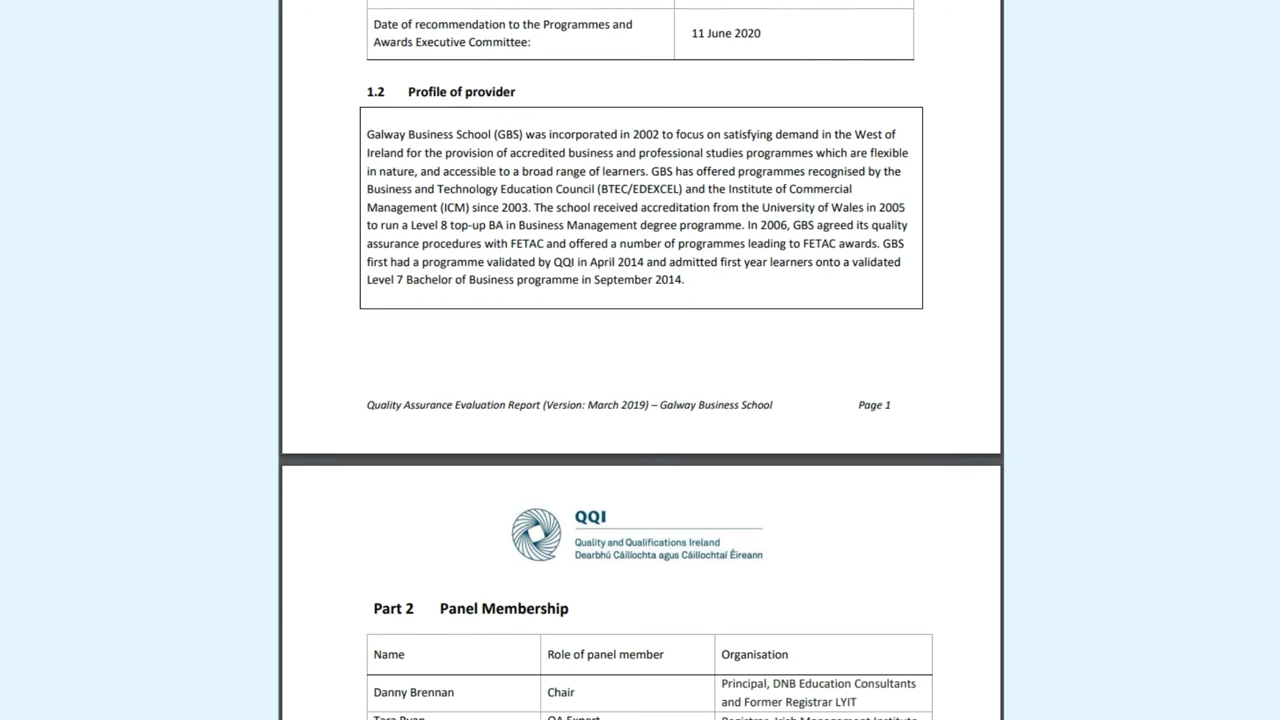 Date of recommendation to the Programmes and
Awards Executive Committee:
11 June 2020
1.2 Profile of provider
Galway Business School (GBS) was incorporated in 2002 to focus on satisfying demand in the West of
Ireland for the provision of accredited business and professional studies programmes which are flexible
in nature, and accessible to a broad range of learners. GBS has offered programmes recognised by the
Business and Technology Education Council (BTEC/EDEXCEL) and the Institute of Commercial
Management (ICM) since 2003. The school received accreditation from the University of Wales in 2005
to run a Level 8 top-up BA in Business Management degree programme. In 2006, GBS agreed its quality
assurance procedures with FETAC and offered a number of programmes leading to FETAC awards. GBS
first had a programme validated by QQI in April 2014 and admitted first year learners onto a validated
Level 7 Bachelor of Business programme in September 2014.
Quality Assurance Evaluation Report (Version: March 2019) – Galway Business School Page 1
QQI
Quality and Qualifications Ireland
Dearbhú Cáilíochta agus Cáilíochtaí Éireann
Part 2 Panel Membership
Name Role of panel member Organisation
Danny Brennan Chair Principal, DNB Education Consultants
and Former Registrar LYIT